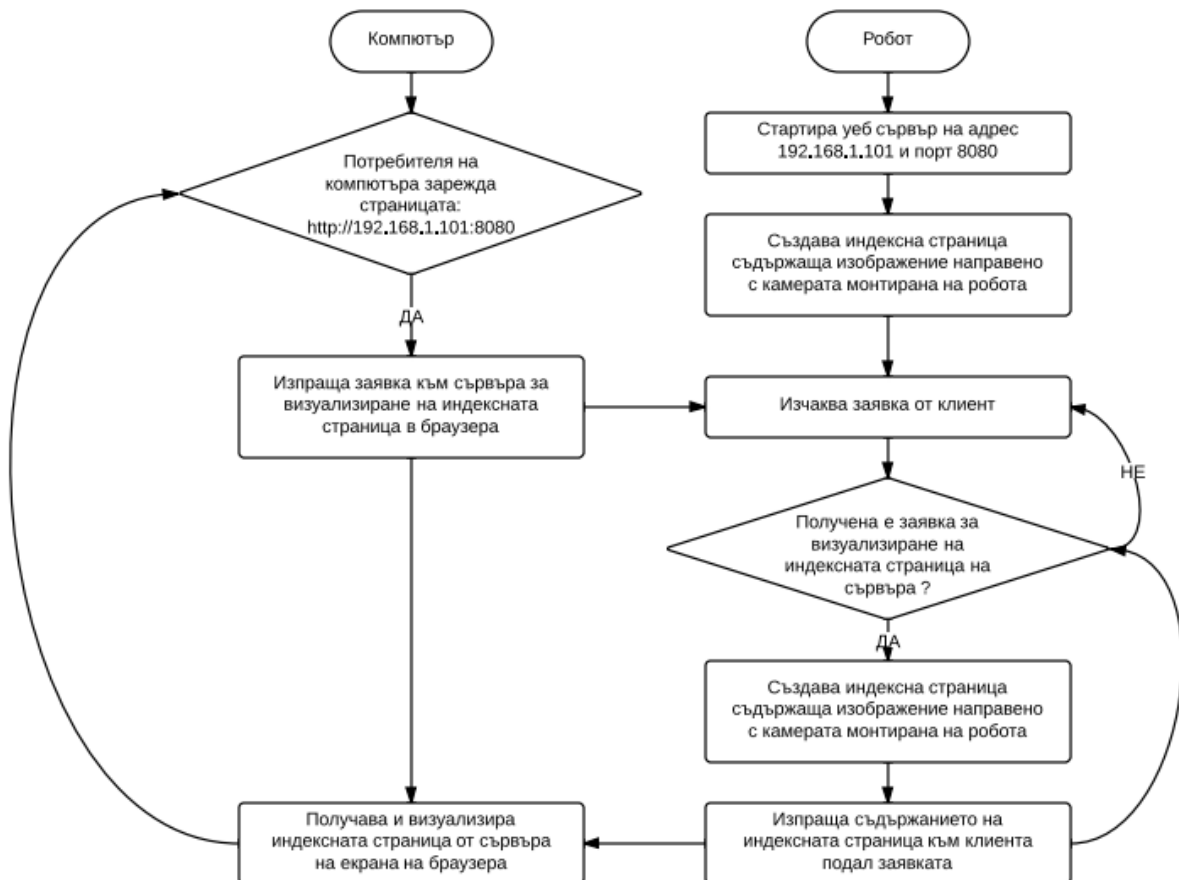 Компютър
Робот
Стартира уеб сървър на адрес
192.168.1.101 и порт 8080
Потребителя на
компютъра зарежда
страницата:
http://192.168.1.101:8080
Създава индексна страница
съдържаща изображение направено
с камерата монтирана на робота
ДА
Изпраща заявка към сървъра за
визуализиране на индексната
страница в браузера
Изчаква заявка от клиент
НЕ
Получена е заявка за
визуализиране на
индексната страница на
сървъра ?
ДА
Създава индексна страница
съдържаща изображение направено
с камерата монтирана на робота
Получава и визуализира
индексната страница от сървъра
на екрана на браузера
Изпраща съдържанието на
индексната страница към клиента
подал заявката